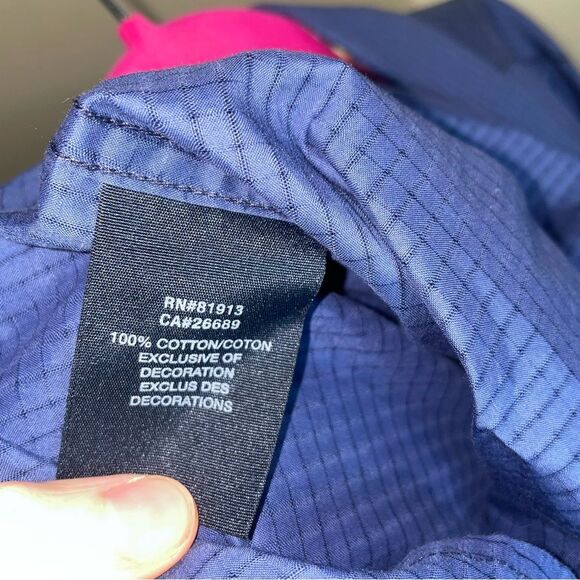 RN#81913
CA#26689
100% COTTON/COTON
EXCLUSIVE OF
DECORATION
EXCLUS DES
DECORATIONS